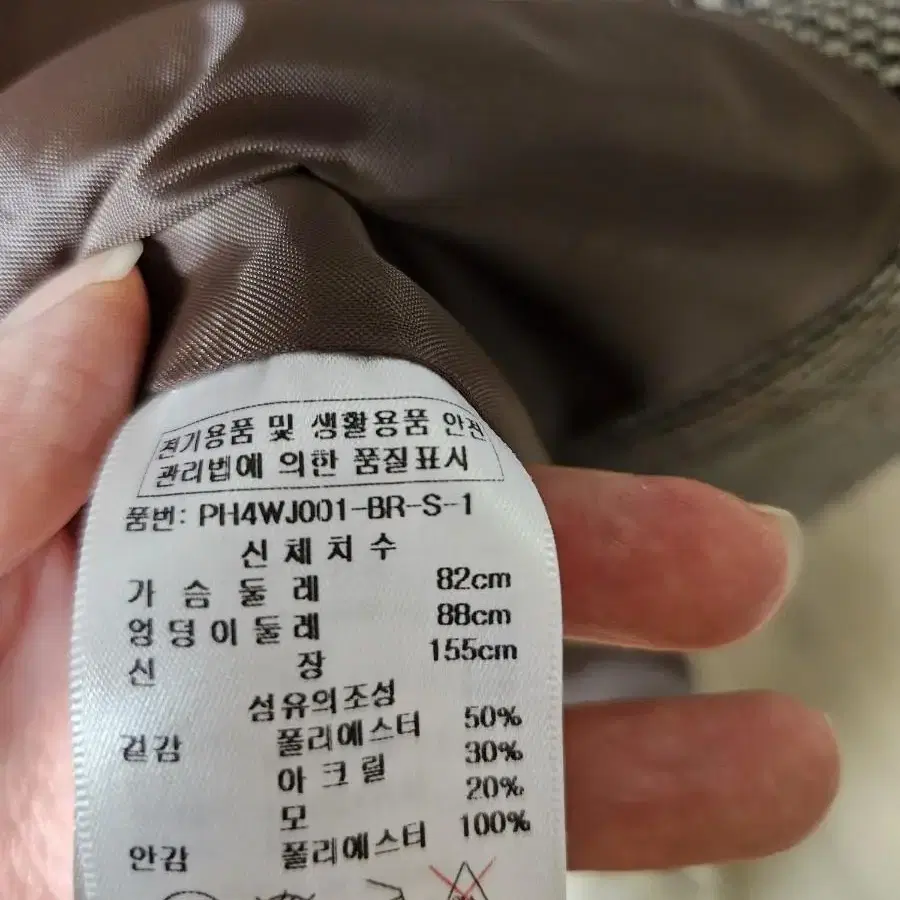 전기용품 및 생활용품 안전
관리법에 의한 품질표시
품번: PH4WJ001-BR-S-1
신체치수
가슴둘레 82cm
엉덩이둘레 88cm
신장 155cm
섬유의조성
겉감 폴리에스터 50%
아크릴 30%
모 20%
안감 폴리에스터 100%